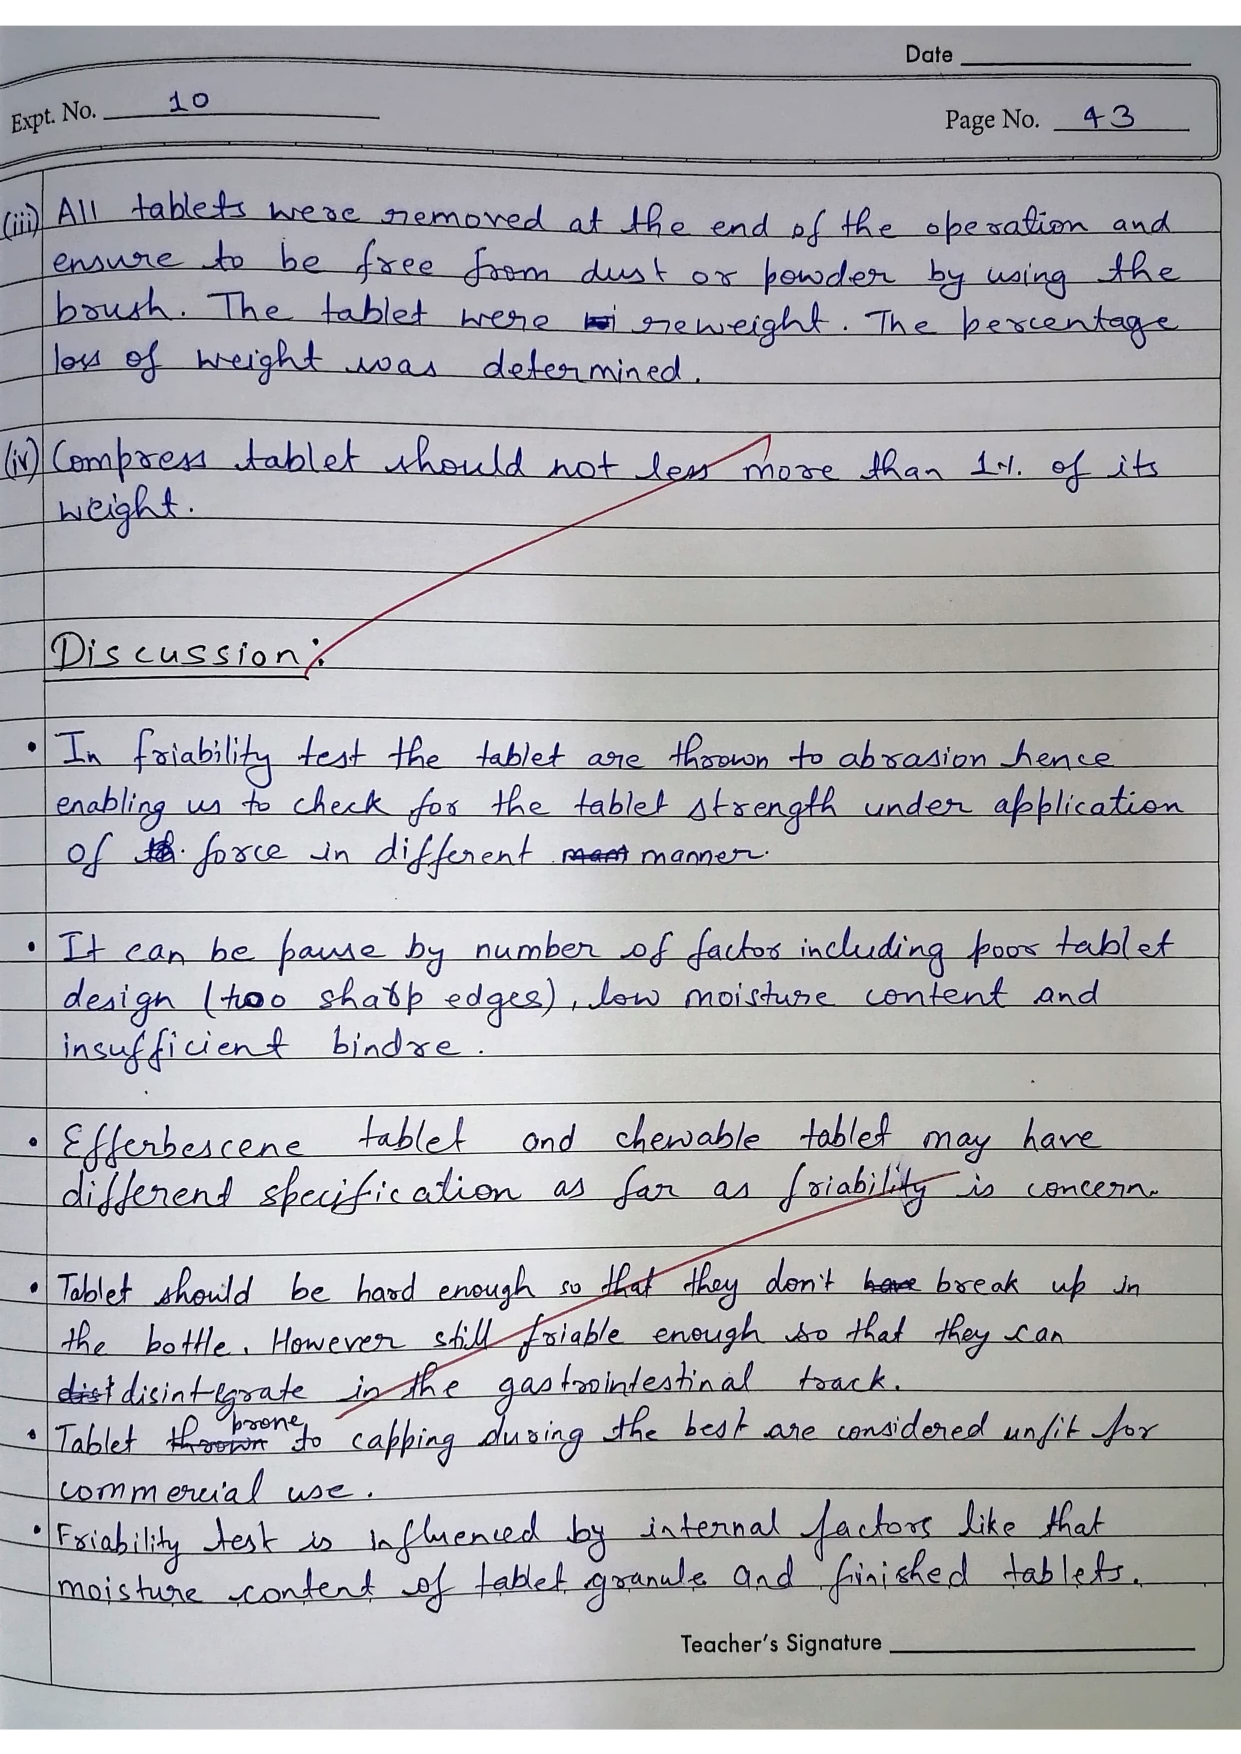 Date
Expt. No. 10
Page No. 43
(iii) All tablets were removed at the end of the operation and
ensure to be free from dust or powder by using the
brush. The tablet were reweight. The percentage
loss of weight was determined.
(iv) Compress tablet should not less more than 1%. of its
weight.
Discussion:
• In friability test the tablet are thrown to abrasion hence
enabling us to check for the tablet strength under application
of force in different manner.
• It can be pause by number of factor including poor tablet
design (too sharp edges), low moisture content and
insufficient bindre.
• Efferbescene tablet and chewable tablet may have
different specification as far as friability is concern.
• Tablet should be hard enough so that they don't have break up in
the bottle. However still friable enough so that they can
dist disintegrate in the gastrointestinal track.
• Tablet thrown prone to capping during the best are considered unfit for
commercial use.
• Friability test is influenced by internal factors like that
moisture content of tablet granule and finished tablets.
Teacher's Signature